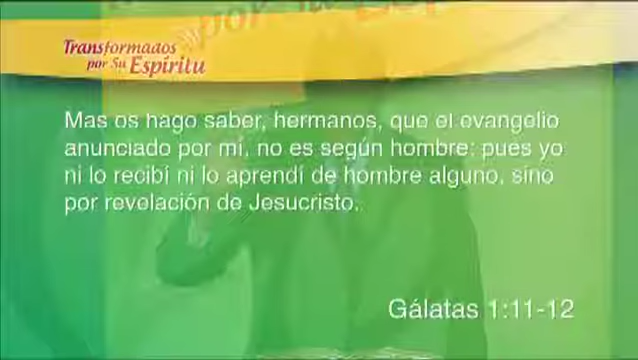 Transformados
por Su Espíritu
Mas os hago saber, hermanos, que el evangelio
anunciado por mí, no es según hombre; pues yo
ni lo recibí ni lo aprendí de hombre alguno, sino
por revelación de Jesucristo.
Gálatas 1:11-12